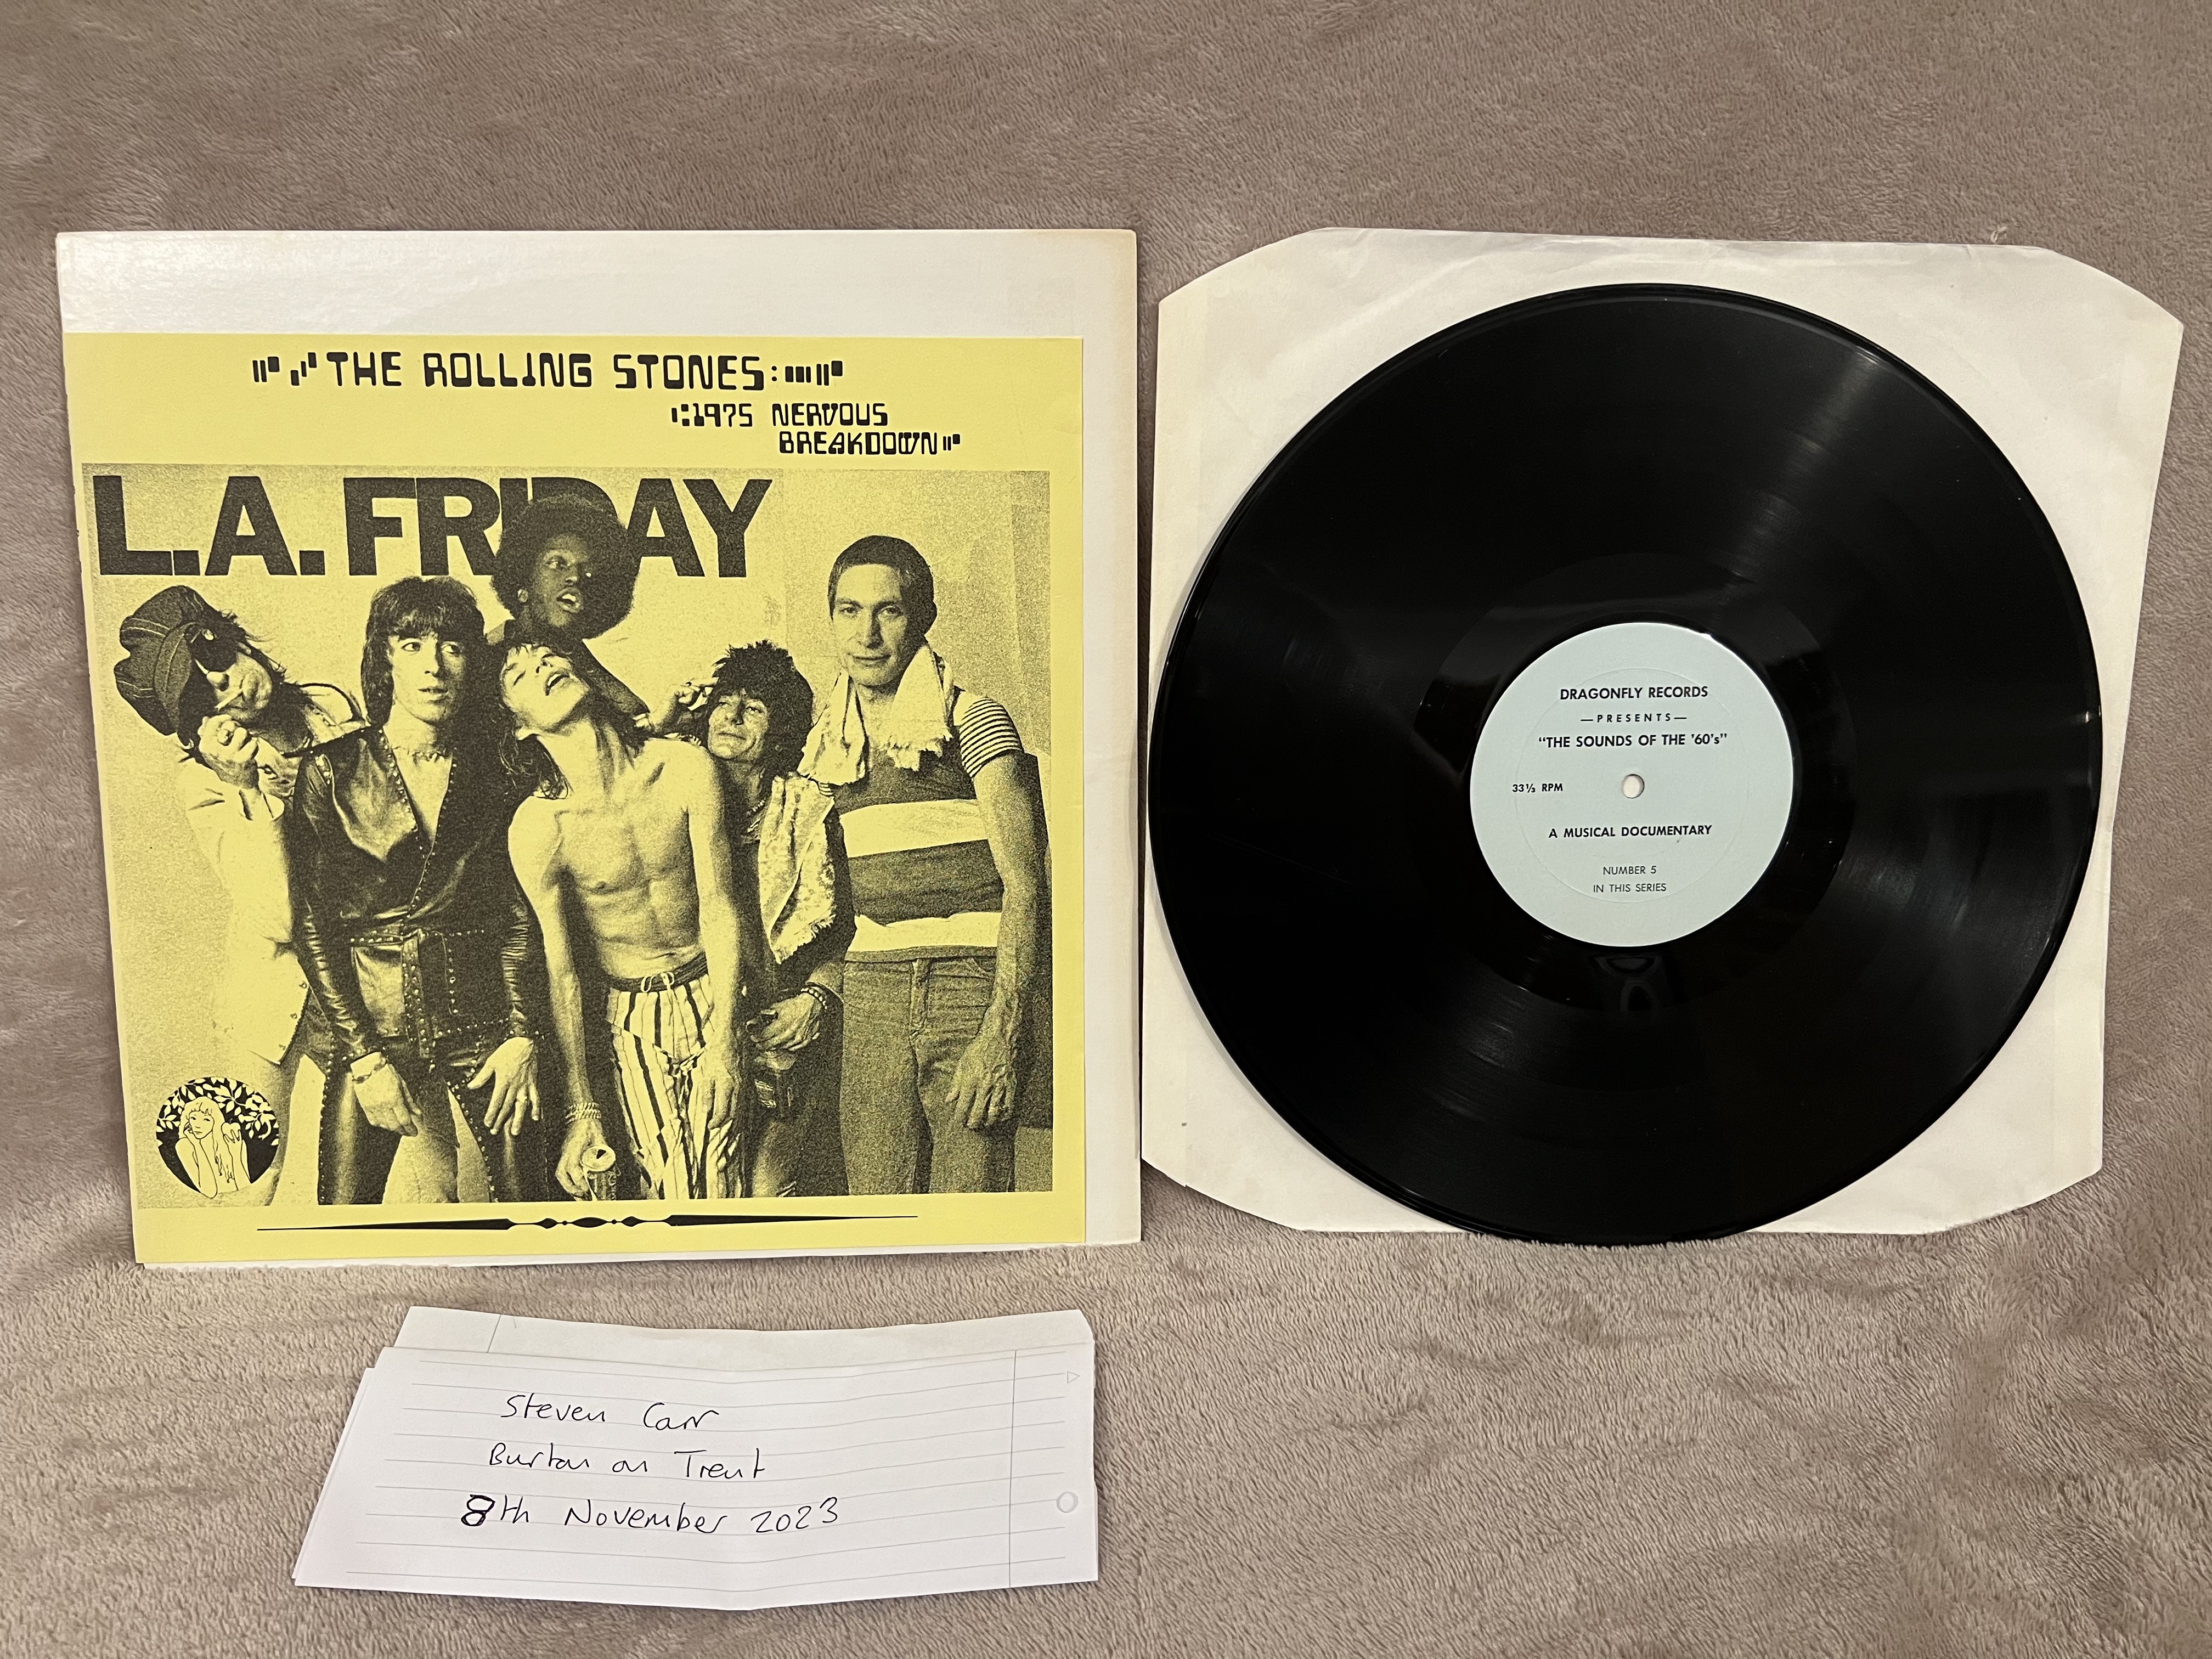 THE ROLLING STONES:
1975 NERVOUS
BREAKDOWN
L.A. FRIDAY
DRAGONFLY RECORDS
—PRESENTS—
"THE SOUNDS OF THE '60's"
33⅓ RPM
A MUSICAL DOCUMENTARY
NUMBER 5
IN THIS SERIES
Steven Carr
Burton on Trent
8th November 2023